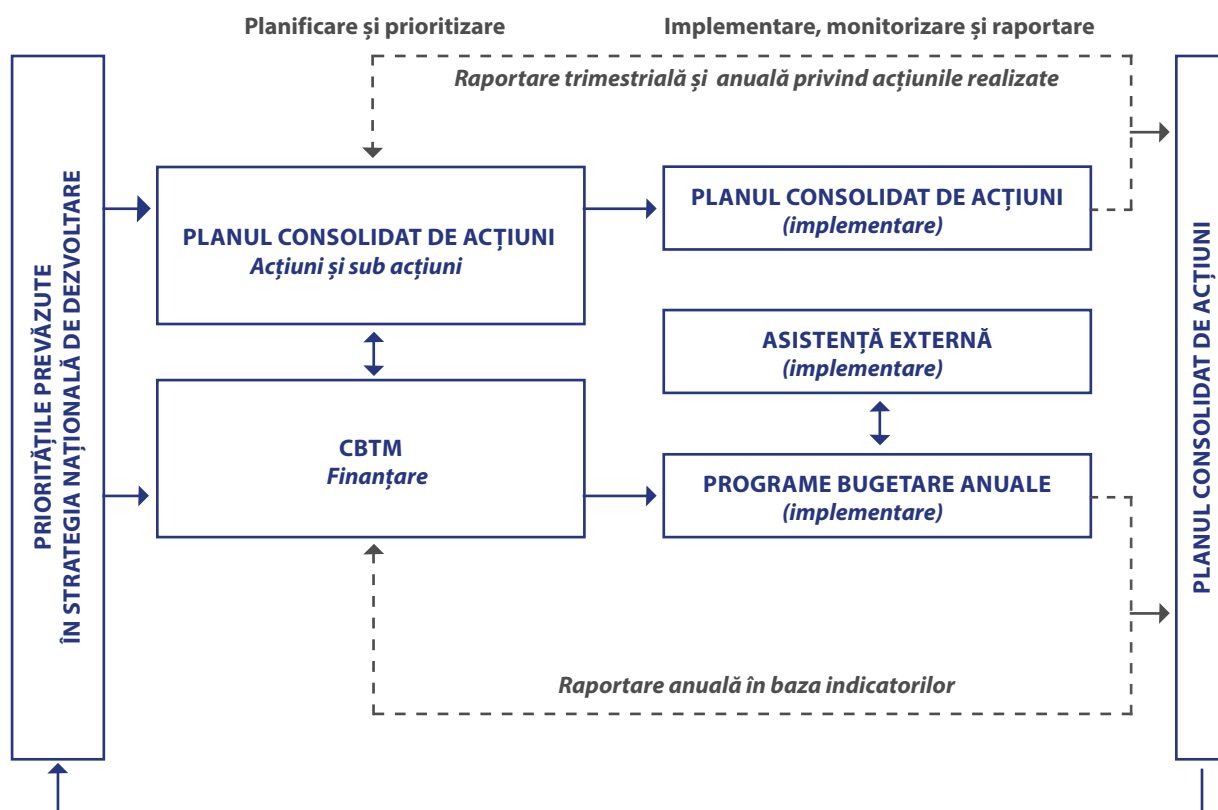 Planificare și prioritizare
Implementare, monitorizare și raportare
Raportare trimestrială și anuală privind acțiunile realizate
PRIORITĂȚILE PREVĂZUTE
ÎN STRATEGIA NAȚIONALĂ DE DEZVOLTARE
PLANUL CONSOLIDAT DE ACȚIUNI
Acțiuni și sub acțiuni
PLANUL CONSOLIDAT DE ACȚIUNI
(implementare)
ASISTENȚĂ EXTERNĂ
(implementare)
CBTM
Finanțare
PROGRAME BUGETARE ANUALE
(implementare)
Raportare anuală în baza indicatorilor
PLANUL CONSOLIDAT DE ACȚIUNI